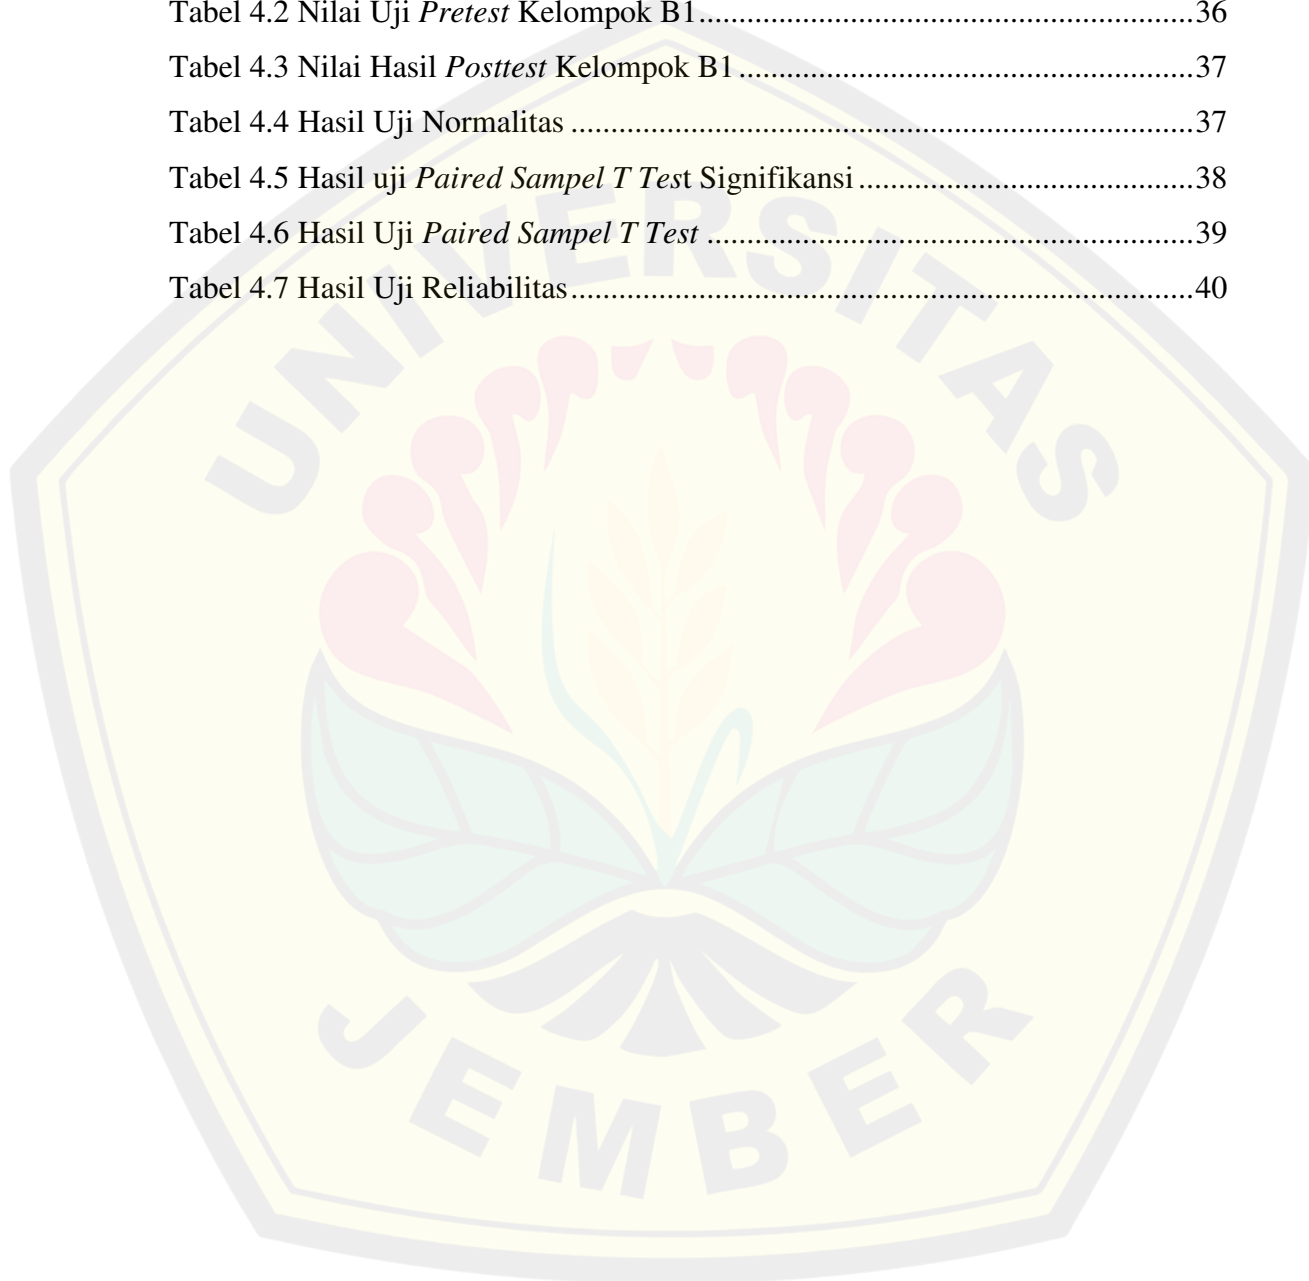 Tabel 4.2 Nilai Uji Pretest Kelompok B1..............................................................36
Tabel 4.3 Nilai Hasil Posttest Kelompok B1.........................................................37
Tabel 4.4 Hasil Uji Normalitas..............................................................................37
Tabel 4.5 Hasil uji Paired Sampel T Test Signifikansi..........................................38
Tabel 4.6 Hasil Uji Paired Sampel T Test.............................................................39
Tabel 4.7 Hasil Uji Reliabilitas..............................................................................40
UNIVERSITAS
JEMBER